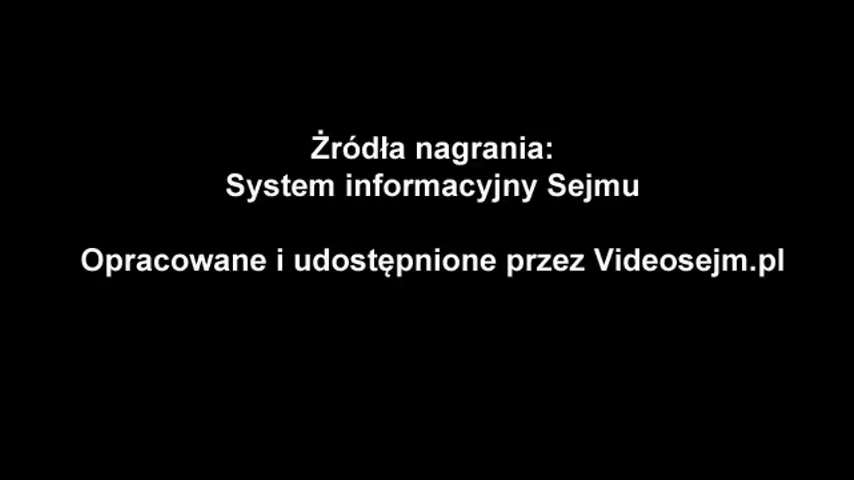 Żródła nagrania:
System informacyjny Sejmu
Opracowane i udostępnione przez Videosejm.pl